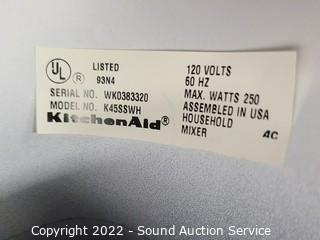 UL ® LISTED
93N4
SERIAL NO. WK0383320
MODEL NO. K45SSWH
KitchenAid®
120 VOLTS
60 HZ
MAX. WATTS 250
ASSEMBLED IN USA
HOUSEHOLD
MIXER AC
Copyright 2022 - Sound Auction Service